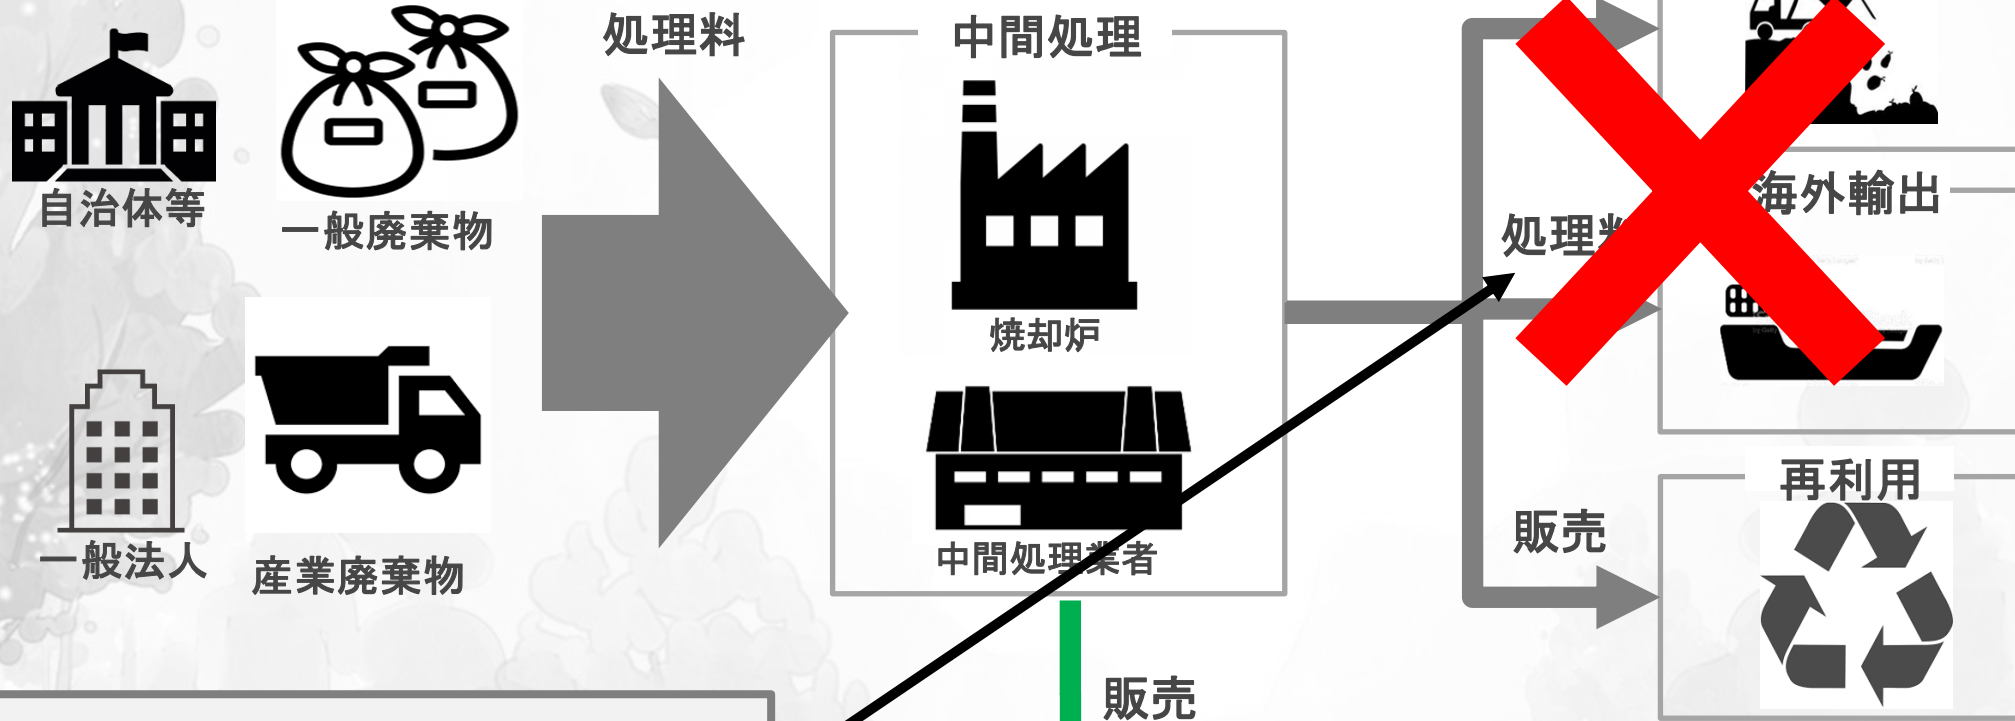 処理料
中間処理
自治体等
一般廃棄物
海外輸出
処理料
焼却炉
再利用
販売
中間処理業者
一般法人
産業廃棄物
販売